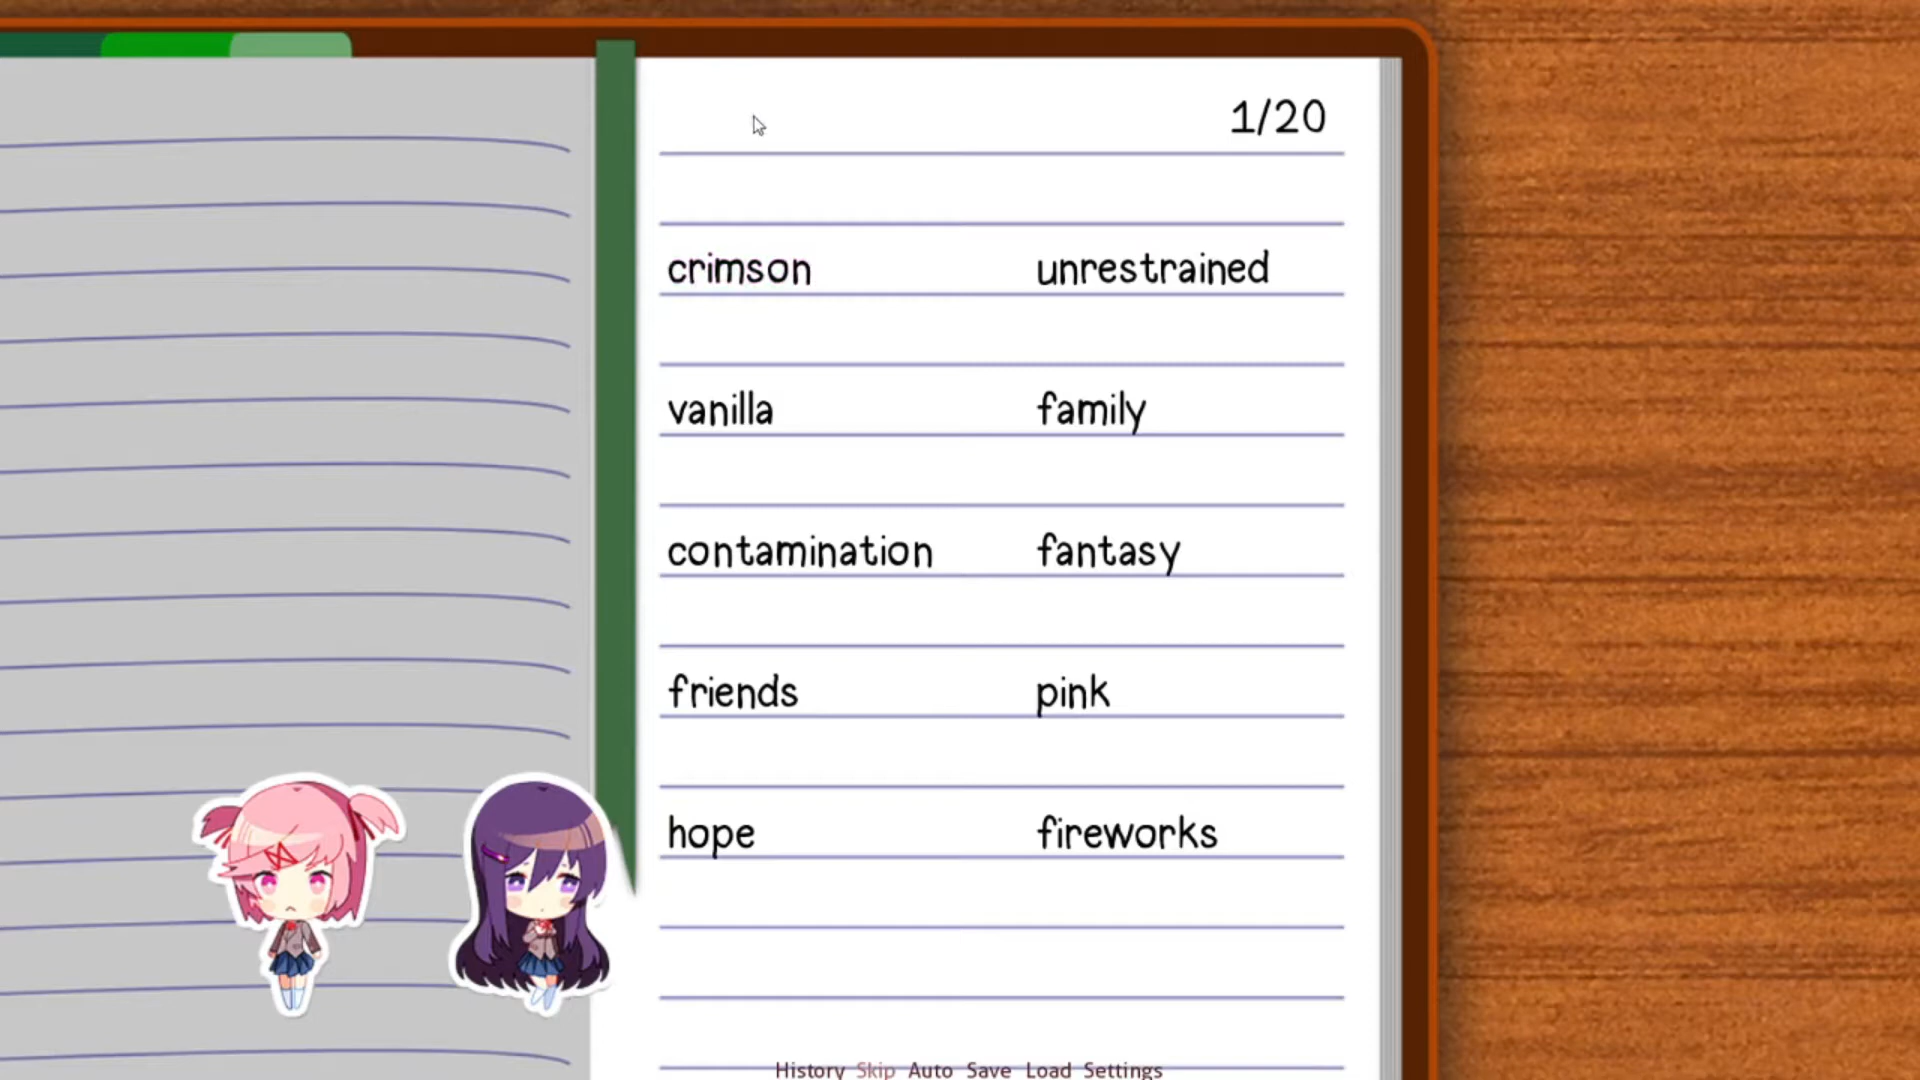 1/20
crimson unrestrained
vanilla family
contamination fantasy
friends pink
hope fireworks
History Skip Auto Save Load Settings